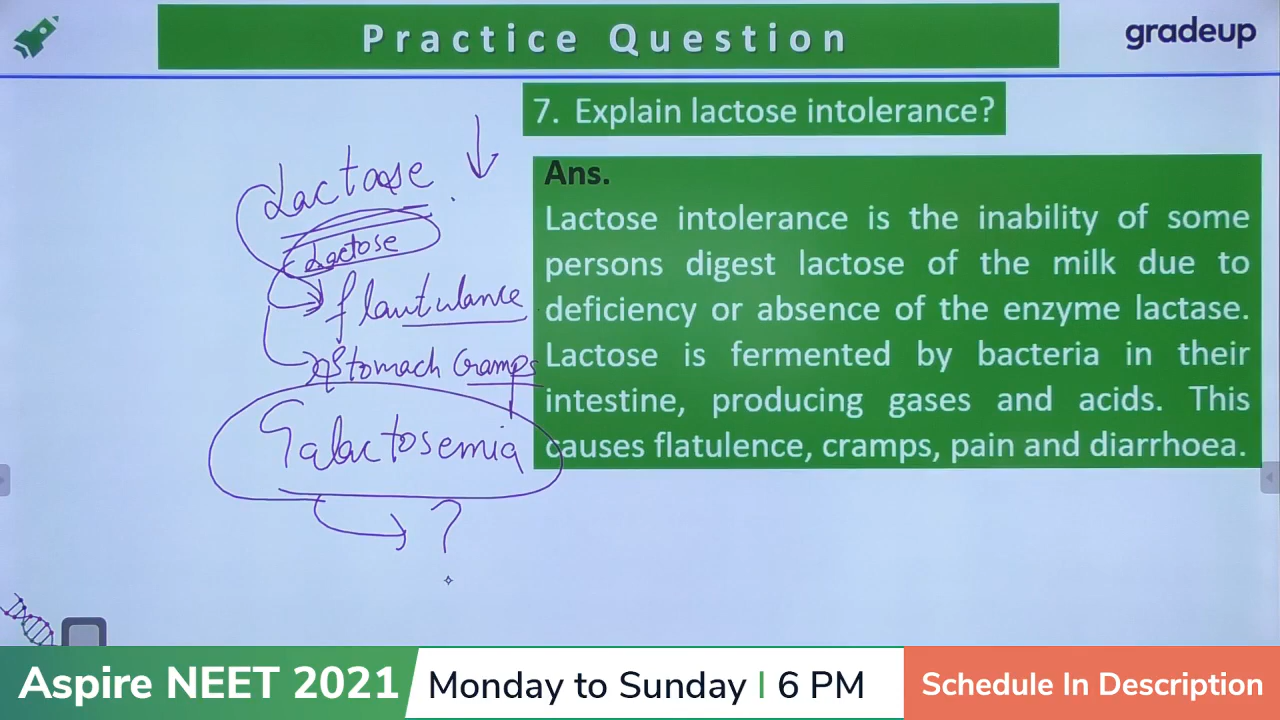 Practice Question
gradeup
7. Explain lactose intolerance?
Ans.
Lactose intolerance is the inability of some
persons digest lactose of the milk due to
deficiency or absence of the enzyme lactase.
Lactose is fermented by bacteria in their
intestine, producing gases and acids. This
causes flatulence, cramps, pain and diarrhoea.
Lactose
Lactose
flautulance
Stomach Cramps
Galactosemia
?
Aspire NEET 2021
Monday to Sunday I 6 PM
Schedule In Description